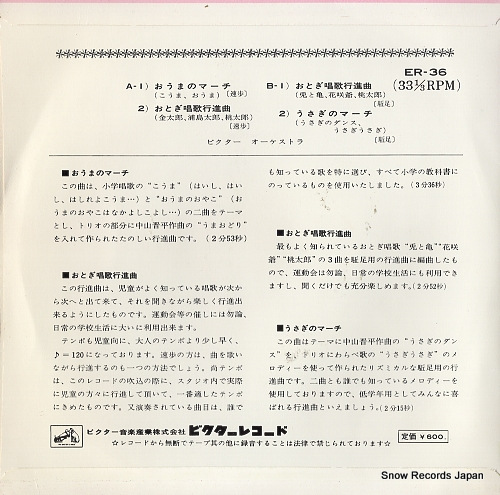 ER-36
(33⅓RPM)
A-1) おうまのマーチ
(こうま、おうま) [速歩]
2) おとぎ唱歌行進曲
(金太郎、浦島太郎、桃太郎)
[速歩]
B-1) おとぎ唱歌行進曲
(兎と亀、花咲爺、桃太郎)
[駈足]
2) うさぎのマーチ
(うさぎのダンス、
うさぎうさぎ)
[駈足]
ビクター オーケストラ
■おうまのマーチ
この曲は、小学唱歌の“こうま”(はいし、はい
し、はしれよこうま…)と“おうまのおやこ”(お
うまのおやこはなかよしこよし…)の二曲をテーマ
とし、トリオの部分に中山晋平作曲の“うまおどり”
を入れて作られたたのしい行進曲です。(2分53秒)
■おとぎ唱歌行進曲
この行進曲は、児童がよく知っている唱歌が次か
ら次へと出て来て、それを聞きながら楽しく行進出
来るようにしたものです。運動会等の催しには勿論、
日常の学校生活に大いに利用出来ます。
テンポも児童向に、大人のテンポより少し早く、
♪=120になっております。速歩の方は、曲を歌い
ながら行進するのも一つの方法でしょう。尚テンポ
は、このレコードの吹込の際に、スタジオ内で実際
に児童の方々に行進して頂いて、一番適したテンポ
にきめたものです。又演奏されている曲目は、誰で
も知っている歌を特に選び、すべて小学の教科書に
のっているものを使用いたしました。(3分36秒)
■おとぎ唱歌行進曲
最もよく知られているおとぎ唱歌“兎と亀”“花咲
爺”“桃太郎”の3曲を駈足用の行進曲に編曲したも
ので、運動会は勿論、日常の学校生活にも利用でき
ますし、聞くだけでも充分楽しめます。(2分52秒)
■うさぎのマーチ
この曲はテーマに中山晋平作曲の“うさぎのダン
ス”を、トリオにわらべ歌の“うさぎうさぎ”のメ
ロディーを使って作られたリズミカルな駈足用の行
進曲です。二曲とも誰でも知っているメロディーを
使用しておりますので、低学年用としてみんなに喜
ばれる行進曲といえましょう。(2分15秒)
ビクター音楽産業株式会社 ビクターレコード
☆レコードから無断でテープ其の他に録音することは法律で禁じられております☆
定価 ¥600.
Snow Records Japan